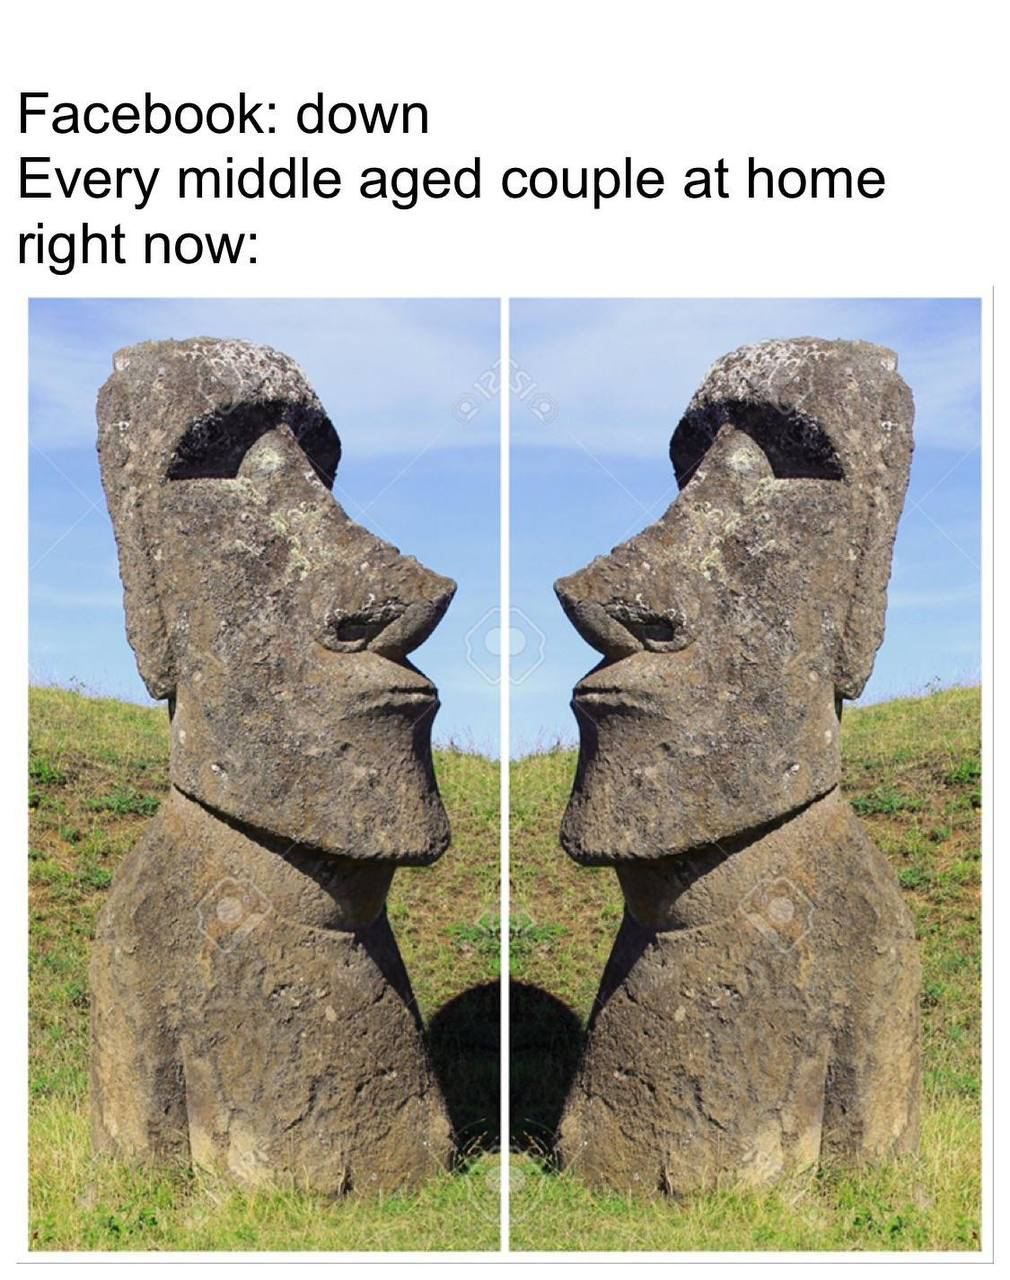 Facebook: down
Every middle aged couple at home
right now: